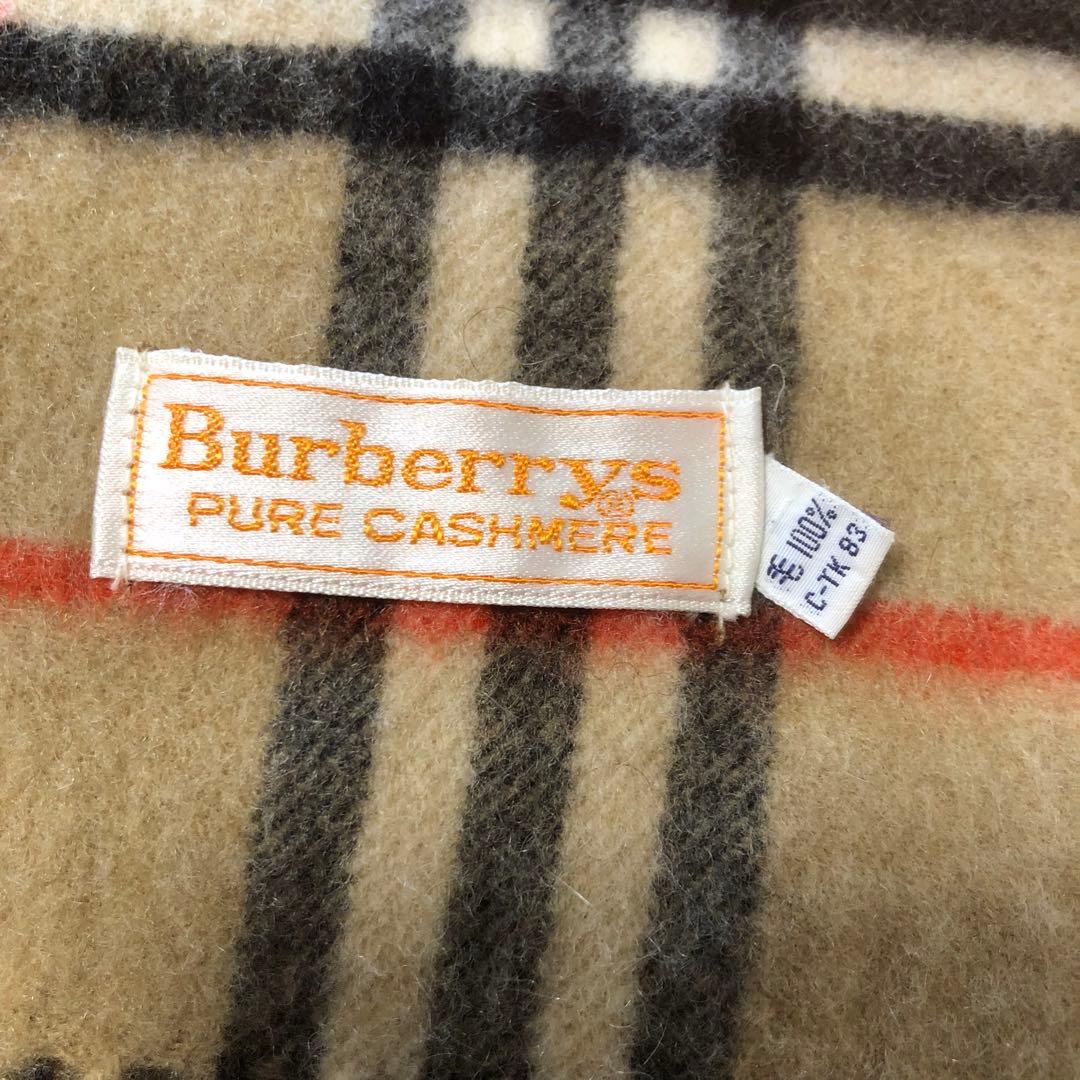 Burberrys®
PURE CASHMERE
毛 100%
C-TK 83